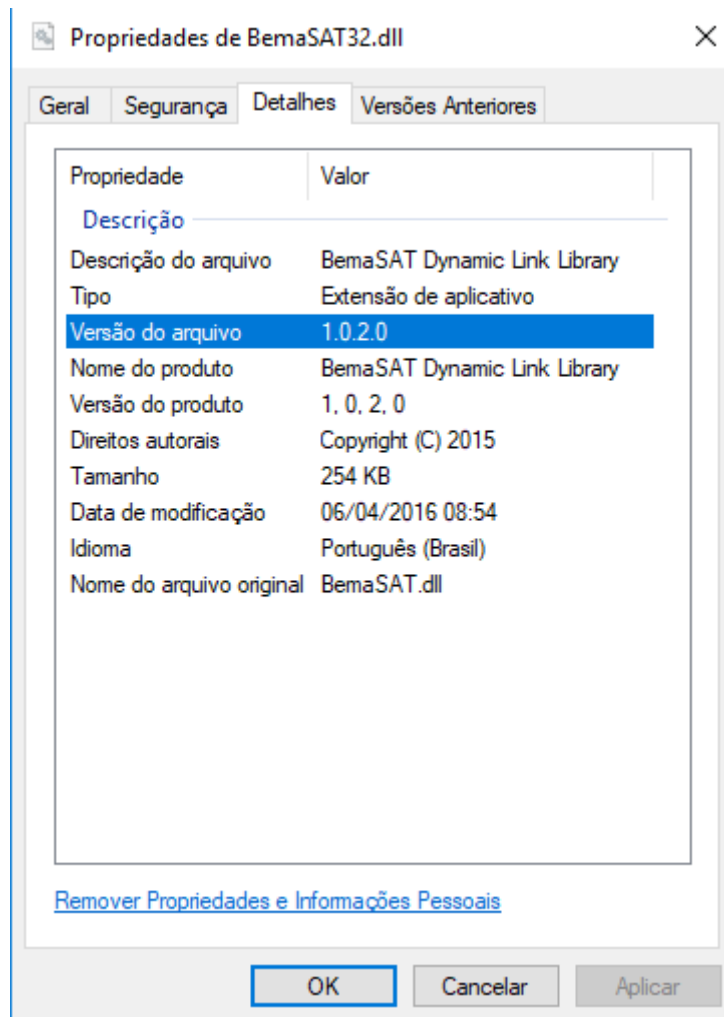 Propriedades de BemaSAT32.dll
Geral Segurança Detalhes Versões Anteriores
Propriedade Valor
Descrição
Descrição do arquivo BemaSAT Dynamic Link Library
Tipo Extensão de aplicativo
Versão do arquivo 1.0.2.0
Nome do produto BemaSAT Dynamic Link Library
Versão do produto 1, 0, 2, 0
Direitos autorais Copyright (C) 2015
Tamanho 254 KB
Data de modificação 06/04/2016 08:54
Idioma Português (Brasil)
Nome do arquivo original BemaSAT.dll
Remover Propriedades e Informações Pessoais
OK Cancelar Aplicar